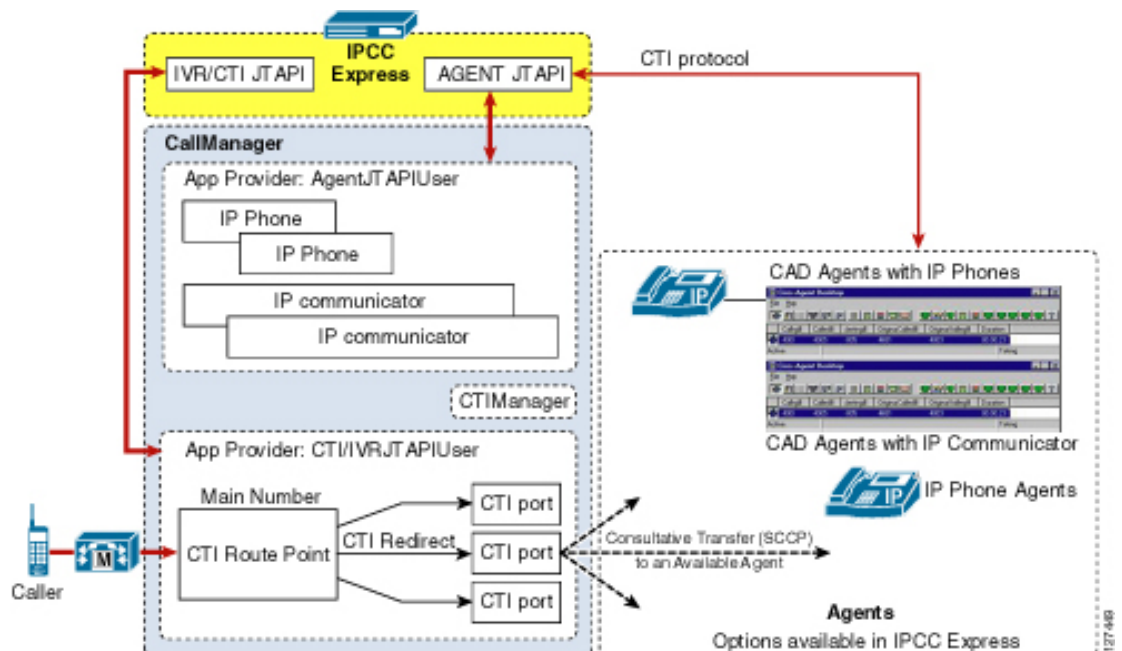 IPCC
Express
IVR/CTI JTAPI
AGENT JTAPI
CTI protocol
CallManager
App Provider: AgentJTAPIUser
IP Phone
IP Phone
IP communicator
IP communicator
CTIManager
App Provider: CTI/IVRJTAPIUser
Main Number
CTI Route Point
CTI Redirect
CTI port
CTI port
CTI port
M
Caller
IP
CAD Agents with IP Phones
CAD Agents with IP Communicator
IP
IP Phone Agents
Consultative Transfer (SCCP)
to an Available Agent
Agents
Options available in IPCC Express
127449